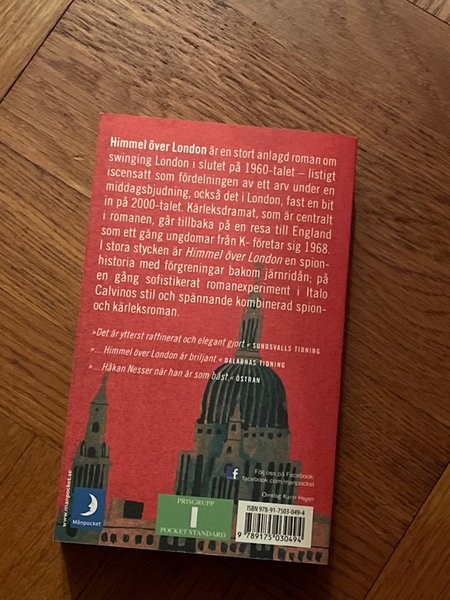 Himmel över London är en stort anlagd roman om
swinging London i slutet på 1960-talet – listigt
iscensatt som fördelningen av ett arv under en
middagsbjudning, också det i London, fast en bit
in på 2000-talet. Kärleksdramat, som är centralt
i romanen, går tillbaka på en resa till England
som ett gäng ungdomar från K- företar sig 1968.
I stora stycken är Himmel över London en spion-
historia med förgreningar bakom järnridån; på
en gång sofistikerat romanexperiment i Italo
Calvinos stil och spännande kombinerad spion-
och kärleksroman.
»Det är ytterst raffinerat och elegant gjort.« SUNDSVALLS TIDNING
»... Himmel över London är briljant.« DALARNAS TIDNING
»... Håkan Nesser när han är som bäst.« ÖSTRAN
Följ oss på Facebook:
facebook.com/manpocket
Omslag: Karin Hagen
www.manpocket.se
Månpocket
PRISGRUPP
1
POCKET STANDARD
ISBN 978-91-7503-049-4
9 789175 030494